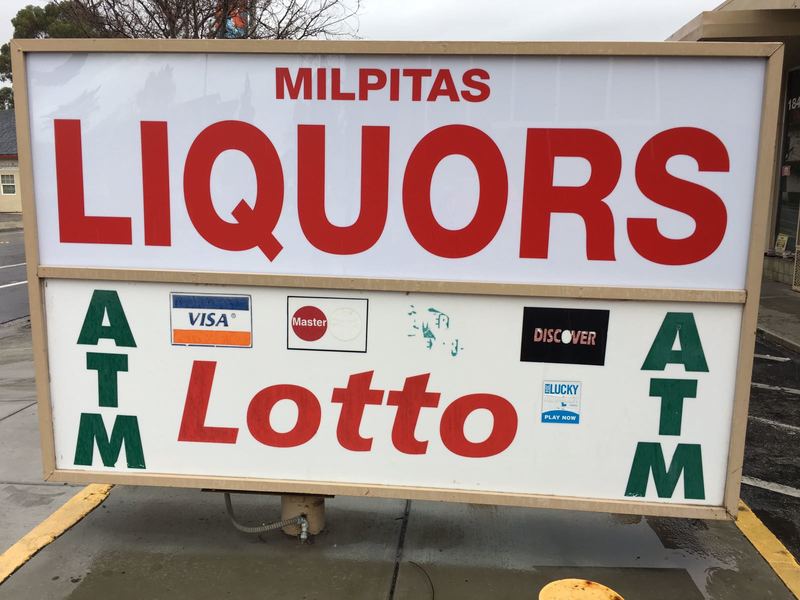 MILPITAS
LIQUORS
ATM
VISA
Master
DISCOVER
ATM
Lotto
LUCKY
PLAY NOW